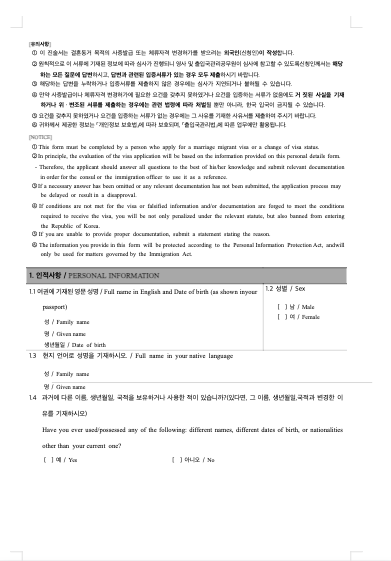 [유의사항]
① 이 진술서는 결혼동거 목적의 사증발급 또는 체류자격 변경허가를 받으려는 외국인(신청인)이 작성합니다.
② 원칙적으로 이 서류에 기재된 정보에 따라 심사가 진행되니 영사 및 출입국관리공무원이 심사에 참고할 수 있도록신청인께서는 해당
하는 모든 질문에 답변하시고, 답변과 관련된 입증서류가 있는 경우 모두 제출하시기 바랍니다.
③ 해당하는 답변을 누락하거나 입증서류를 제출하지 않은 경우에는 심사가 지연되거나 불허될 수 있습니다.
④ 만약 사증발급이나 체류자격 변경허가에 필요한 요건을 갖추지 못하였거나 요건을 입증하는 서류가 없음에도 거 짓된 사실을 기재
하거나 위ㆍ변조된 서류를 제출하는 경우에는 관련 법령에 따라 처벌될 뿐만 아니라, 한국 입국이 금지될 수 있습니다.
⑤ 요건을 갖추지 못하였거나 요건을 입증하는 서류가 없는 경우에는 그 사유를 기재한 사유서를 제출하여 주시기 바랍니다.
⑥ 귀하께서 제공한 정보는 「개인정보 보호법」에 따라 보호되며, 「출입국관리법」에 따른 업무에만 활용됩니다.
[NOTICE]
① This form must be completed by a person who apply for a marriage migrant visa or a change of visa status.
② In principle, the evaluation of the visa application will be based on the information provided on this personal details form.
- Therefore, the applicant should answer all questions to the best of his/her knowledge and submit relevant documentation
in order for the consul or the immigration officer to use it as a reference.
③ If a necessary answer has been omitted or any relevant documentation has not been submitted, the application process may
be delayed or result in a disapproval.
④ If conditions are not met for the visa or falsified information and/or documentation are forged to meet the conditions
required to receive the visa, you will be not only penalized under the relevant statute, but also banned from entering
the Republic of Korea.
⑤ If you are unable to provide proper documentation, submit a statement stating the reason.
⑥ The information you provide in this form will be protected according to the Personal Information Protection Act, and will
only be used for matters governed by the Immigration Act.
1. 인적사항 / PERSONAL INFORMATION
1.1 여권에 기재된 영문 성명 / Full name in English and Date of birth (as shown in your
passport)
성 / Family name
명 / Given name
생년월일 / Date of birth
1.2 성별 / Sex
[ ] 남 / Male
[ ] 여 / Female
1.3 현지 언어로 성명을 기재하시오. / Full name in your native language
성 / Family name
명 / Given name
1.4 과거에 다른 이름, 생년월일, 국적을 보유하거나 사용한 적이 있습니까?(있다면, 그 이름, 생년월일,국적과 변경한 이
유를 기재하시오)
Have you ever used/possessed any of the following: different names, different dates of birth, or nationalities
other than your current one?
[ ] 예 / Yes [ ] 아니오 / No